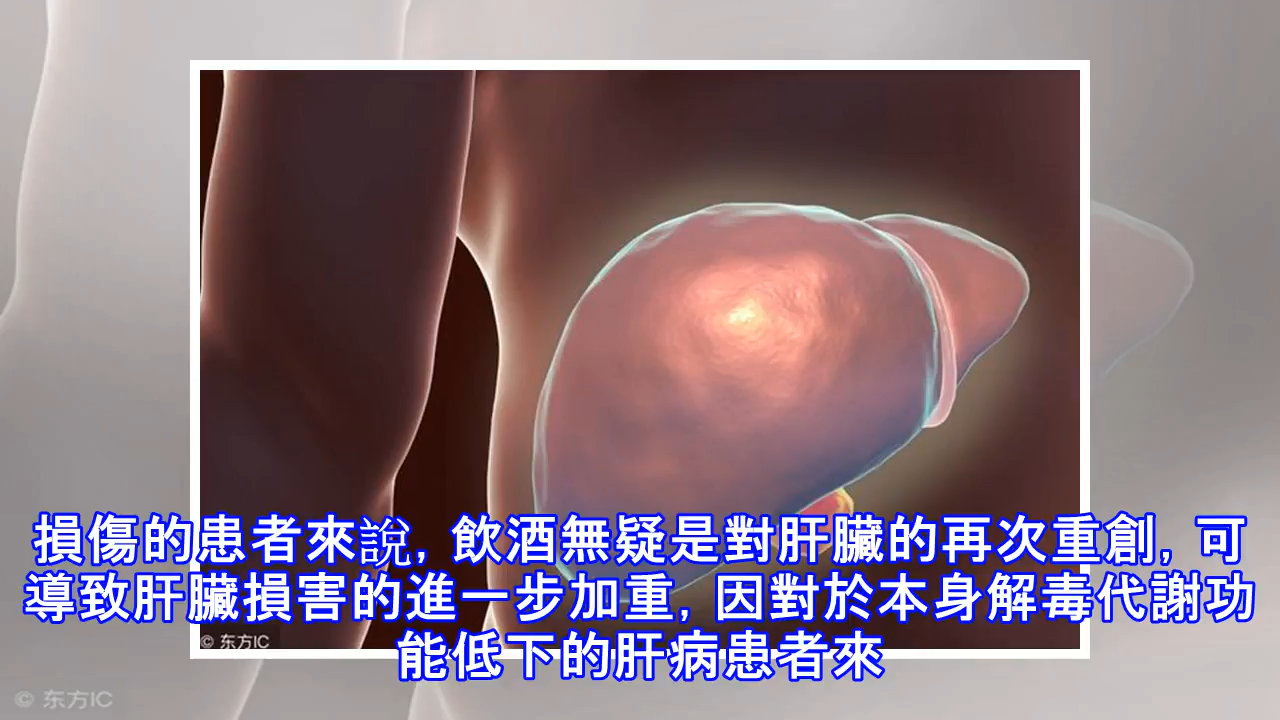 損傷的患者來說, 飲酒無疑是對肝臟的再次重創, 可
導致肝臟損害的進一步加重, 因對於本身解毒代謝功
© 东方IC
能低下的肝病患者來
© 东方IC